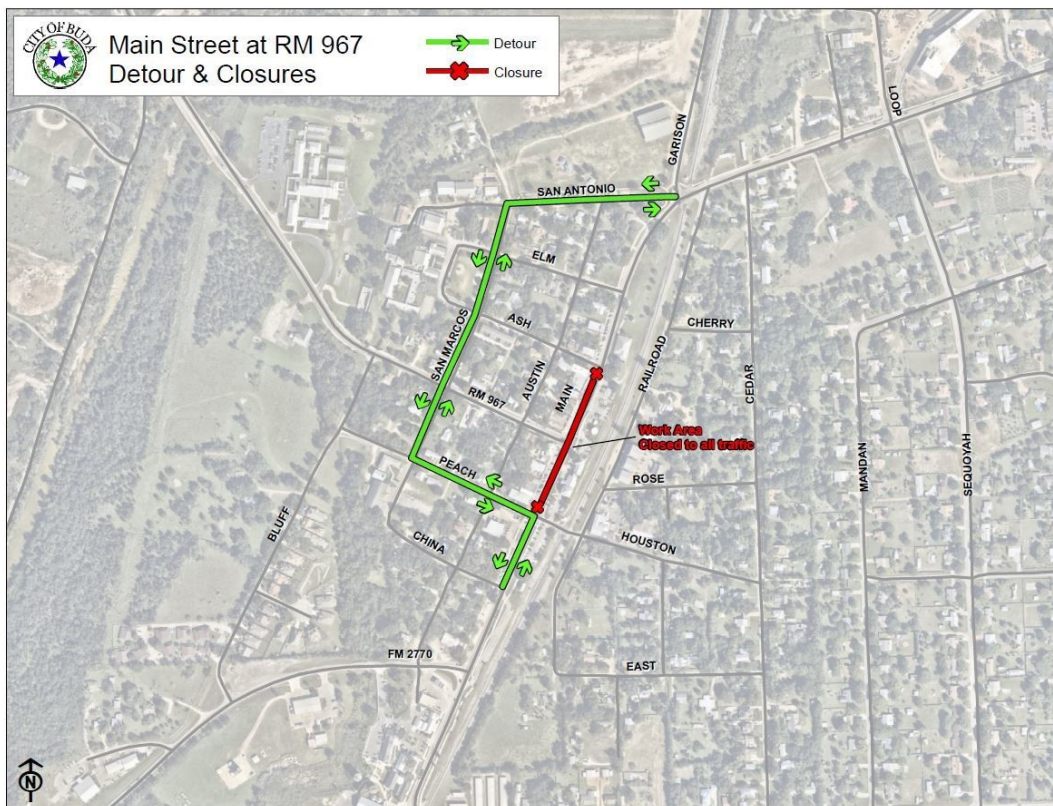 CITY OF BUDA
Main Street at RM 967
Detour & Closures
Detour
Closure
LOOP
GARISON
SAN ANTONIO
ELM
ASH
CHERRY
SAN MARCOS
AUSTIN
MAIN
RAILROAD
CEDAR
RM 967
Work Area
Closed to all traffic
MANDAN
SEQUOYAH
PEACH
ROSE
BLUFF
CHINA
HOUSTON
FM 2770
EAST
N